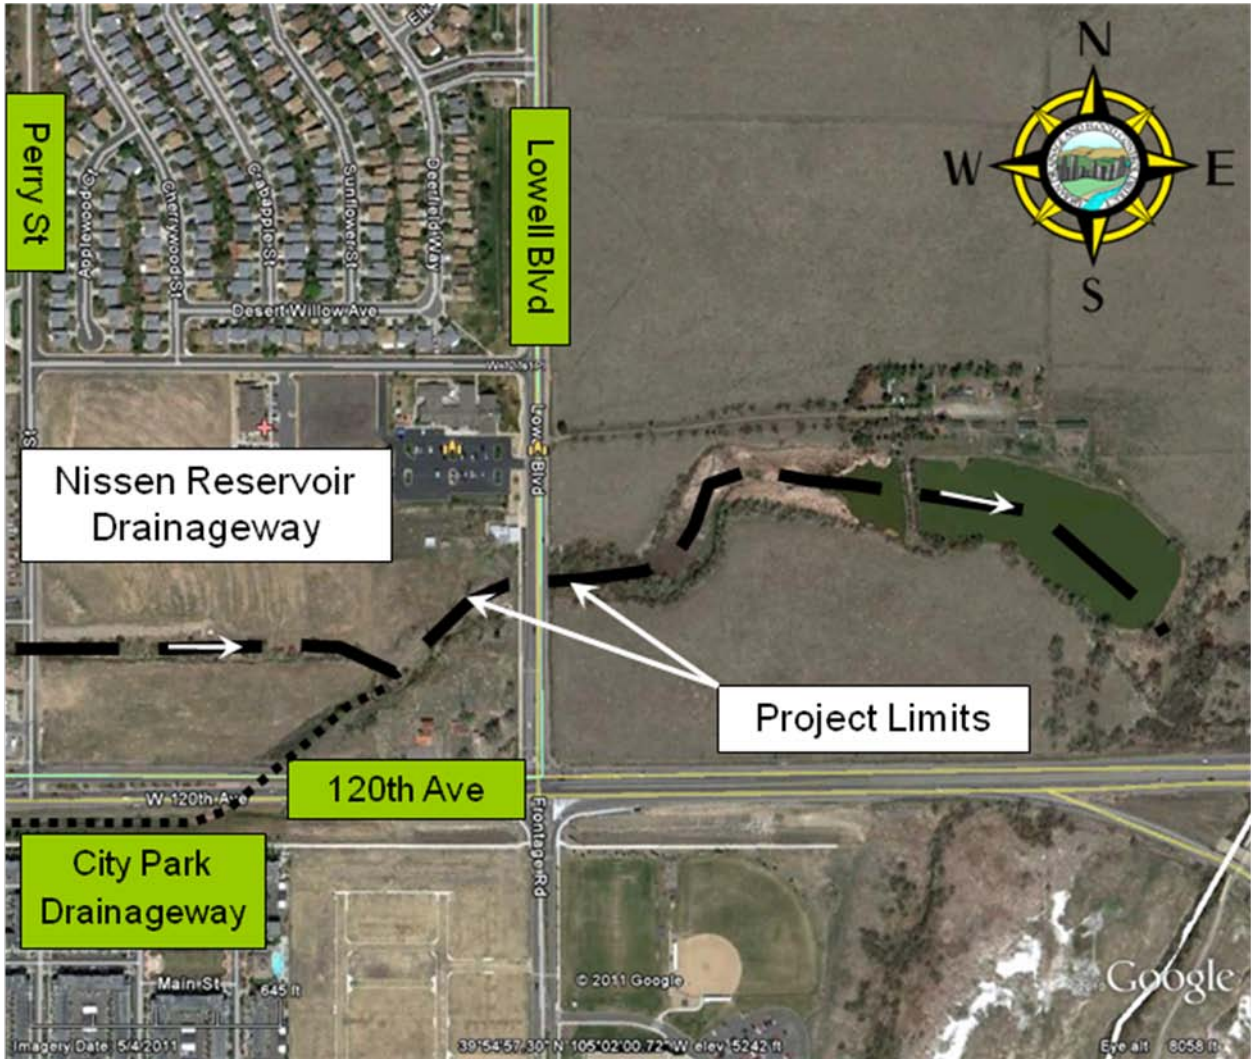 N
W
E
S
Perry St
Lowell Blvd
Applewood Ct
Cherrywood St
Crabapple St
Sunflower St
Deerfield Way
Desert Willow Ave
Nissen Reservoir
Drainageway
Project Limits
W 120th Ave
120th Ave
Frontage Rd
City Park
Drainageway
Main St
645 ft
© 2011 Google
Google
Imagery Date: 5/4/2011
39°54'57.30" N 105°02'00.72" W elev 5242 ft
Eye alt 8058 ft